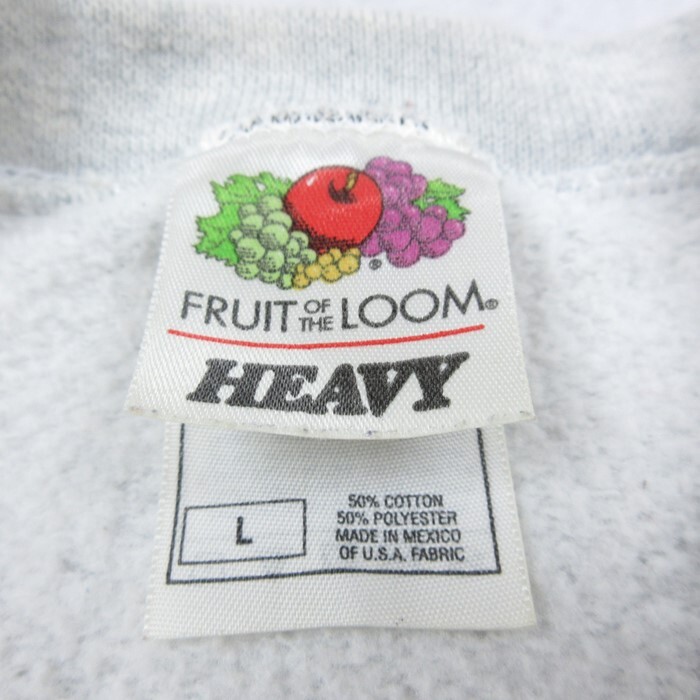 ®
FRUIT OF THE LOOM®
HEAVY
L
50% COTTON
50% POLYESTER
MADE IN MEXICO
OF U.S.A. FABRIC